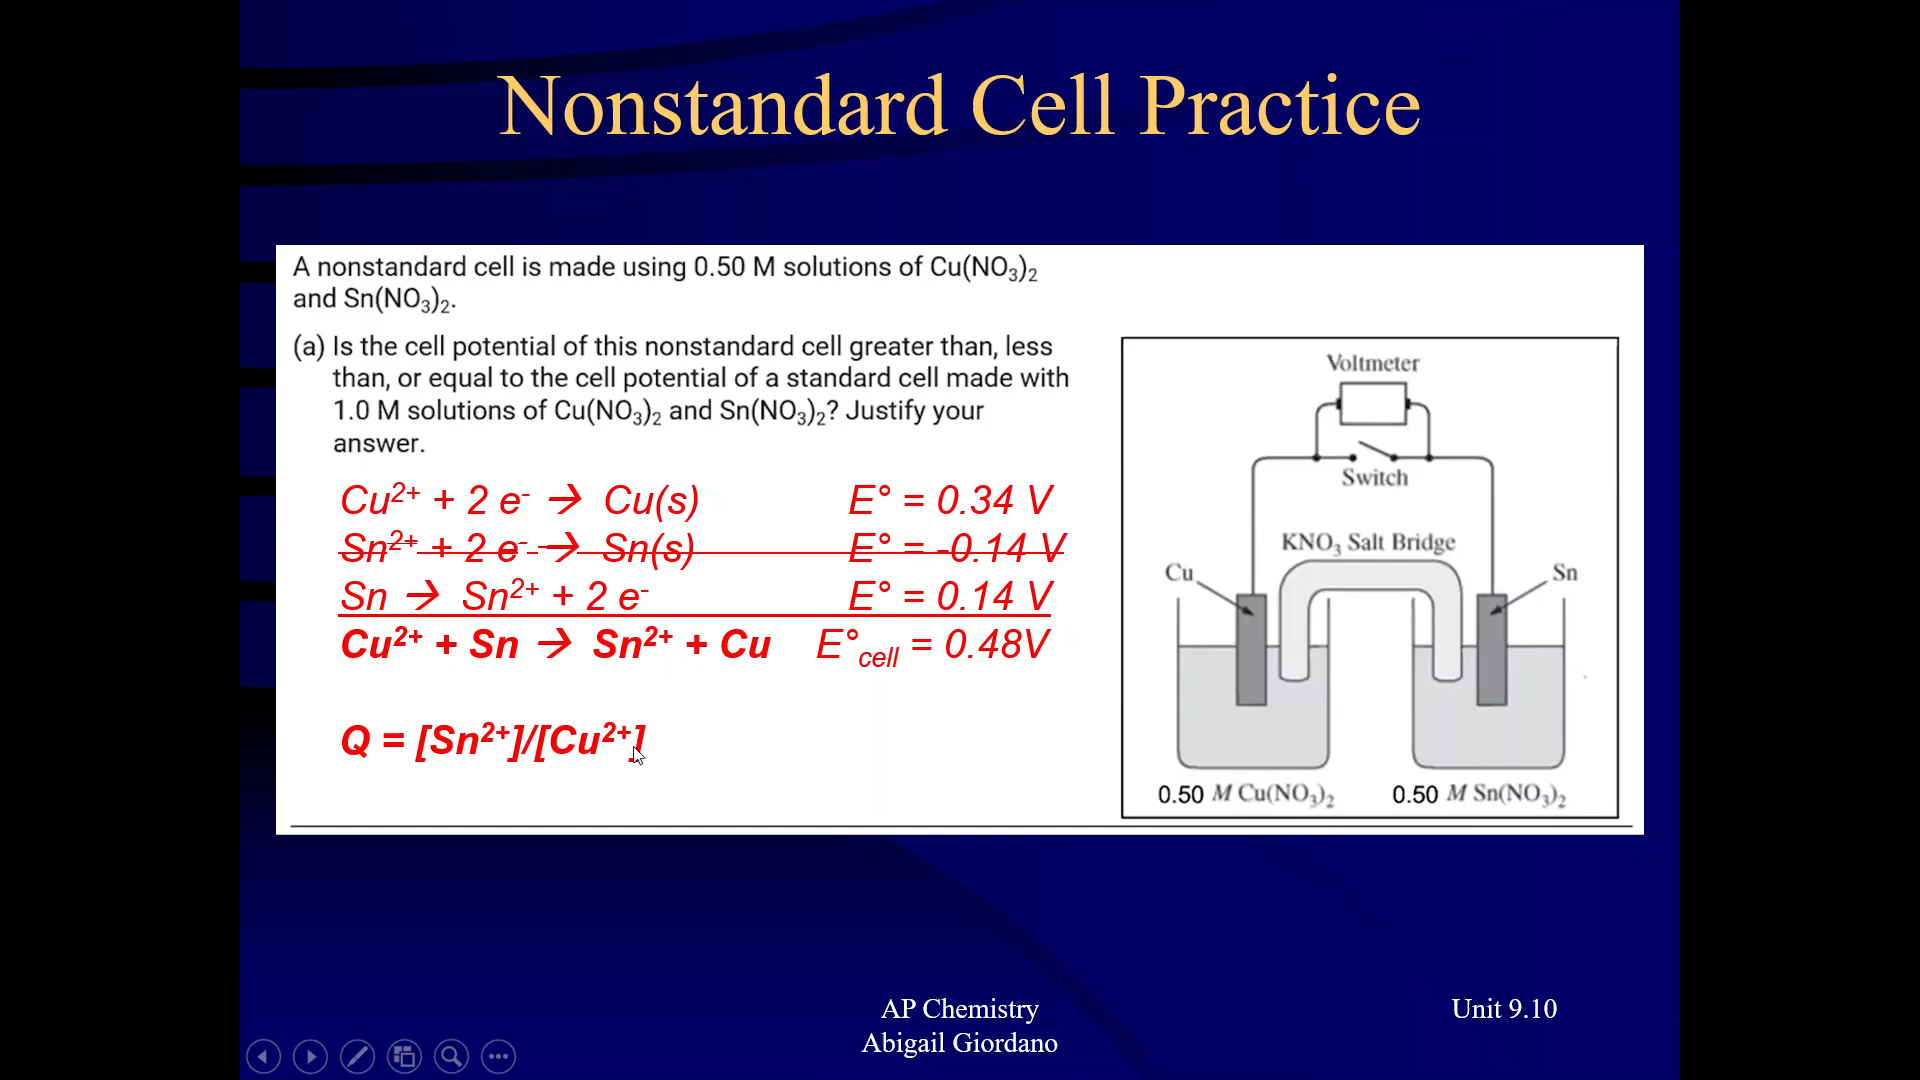 Nonstandard Cell Practice
A nonstandard cell is made using 0.50 M solutions of Cu(NO₃)₂
and Sn(NO₃)₂.
(a) Is the cell potential of this nonstandard cell greater than, less
than, or equal to the cell potential of a standard cell made with
1.0 M solutions of Cu(NO₃)₂ and Sn(NO₃)₂? Justify your
answer.
Cu²⁺ + 2 e⁻ → Cu(s) E° = 0.34 V
Sn²⁺ + 2 e⁻ → Sn(s) E° = -0.14 V
Sn → Sn²⁺ + 2 e⁻ E° = 0.14 V
Cu²⁺ + Sn → Sn²⁺ + Cu E°cell = 0.48V
Q = [Sn²⁺]/[Cu²⁺]
Voltmeter
Switch
KNO₃ Salt Bridge
Cu
Sn
0.50 M Cu(NO₃)₂
0.50 M Sn(NO₃)₂
AP Chemistry
Abigail Giordano
Unit 9.10